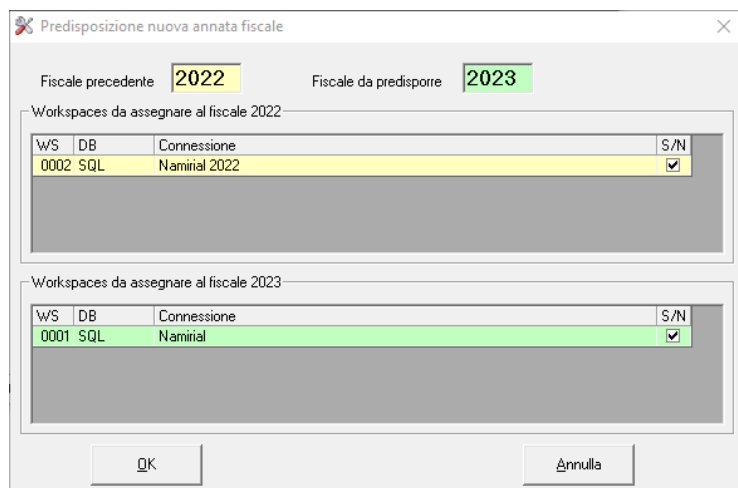 Predisposizione nuova annata fiscale
Fiscale precedente 2022 Fiscale da predisporre 2023
Workspaces da assegnare al fiscale 2022
WS DB Connessione S/N
0002 SQL Namirial 2022
Workspaces da assegnare al fiscale 2023
WS DB Connessione S/N
0001 SQL Namirial
OK Annulla